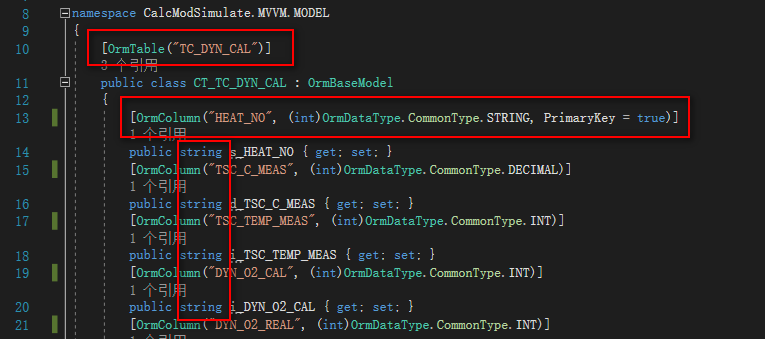 8 namespace CalcModSimulate.MVVM.MODEL
9 {
10 [OrmTable("TC_DYN_CAL")]
3 个引用
11 public class CT_TC_DYN_CAL : OrmBaseModel
12 {
13 [OrmColumn("HEAT_NO", (int)OrmDataType.CommonType.STRING, PrimaryKey = true)]
1 个引用
14 public string s_HEAT_NO { get; set; }
15 [OrmColumn("TSC_C_MEAS", (int)OrmDataType.CommonType.DECIMAL)]
1 个引用
16 public string d_TSC_C_MEAS { get; set; }
17 [OrmColumn("TSC_TEMP_MEAS", (int)OrmDataType.CommonType.INT)]
1 个引用
18 public string i_TSC_TEMP_MEAS { get; set; }
19 [OrmColumn("DYN_O2_CAL", (int)OrmDataType.CommonType.INT)]
1 个引用
20 public string i_DYN_O2_CAL { get; set; }
21 [OrmColumn("DYN_O2_REAL", (int)OrmDataType.CommonType.INT)]
1 个引用